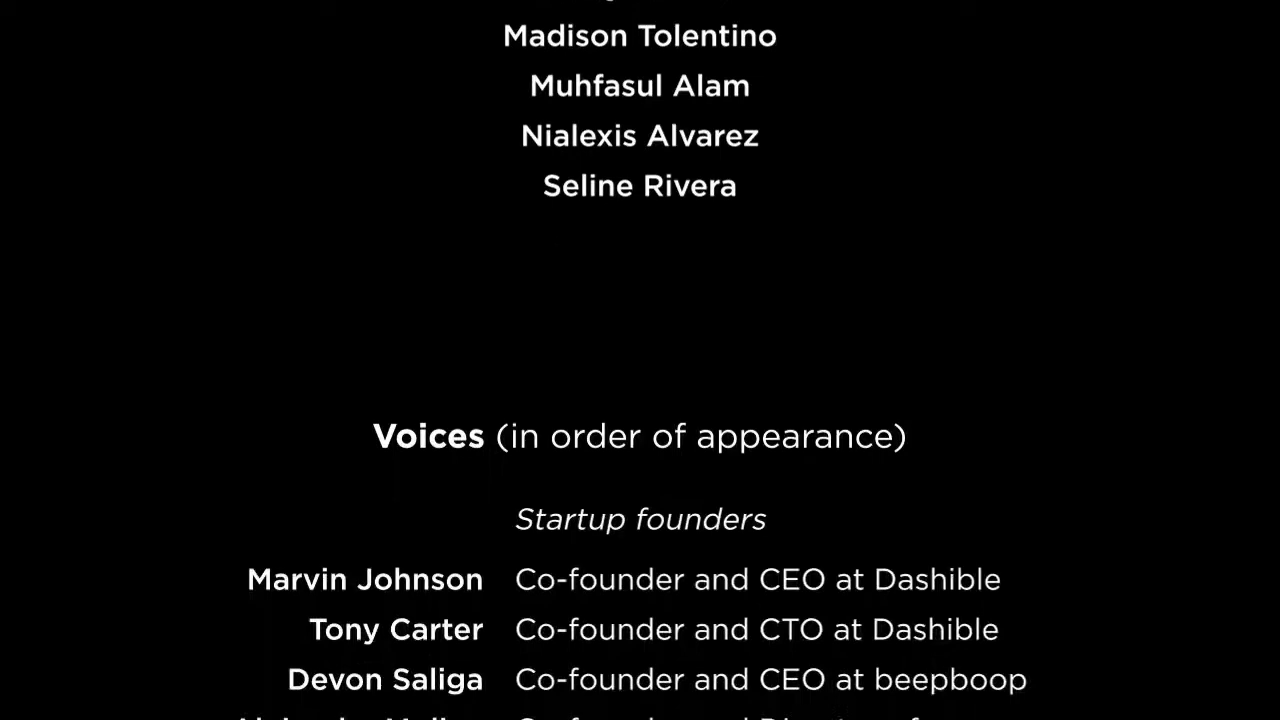 Madison Tolentino
Muhfasul Alam
Nialexis Alvarez
Seline Rivera
Voices (in order of appearance)
Startup founders
Marvin Johnson Co-founder and CEO at Dashible
Tony Carter Co-founder and CTO at Dashible
Devon Saliga Co-founder and CEO at beepboop